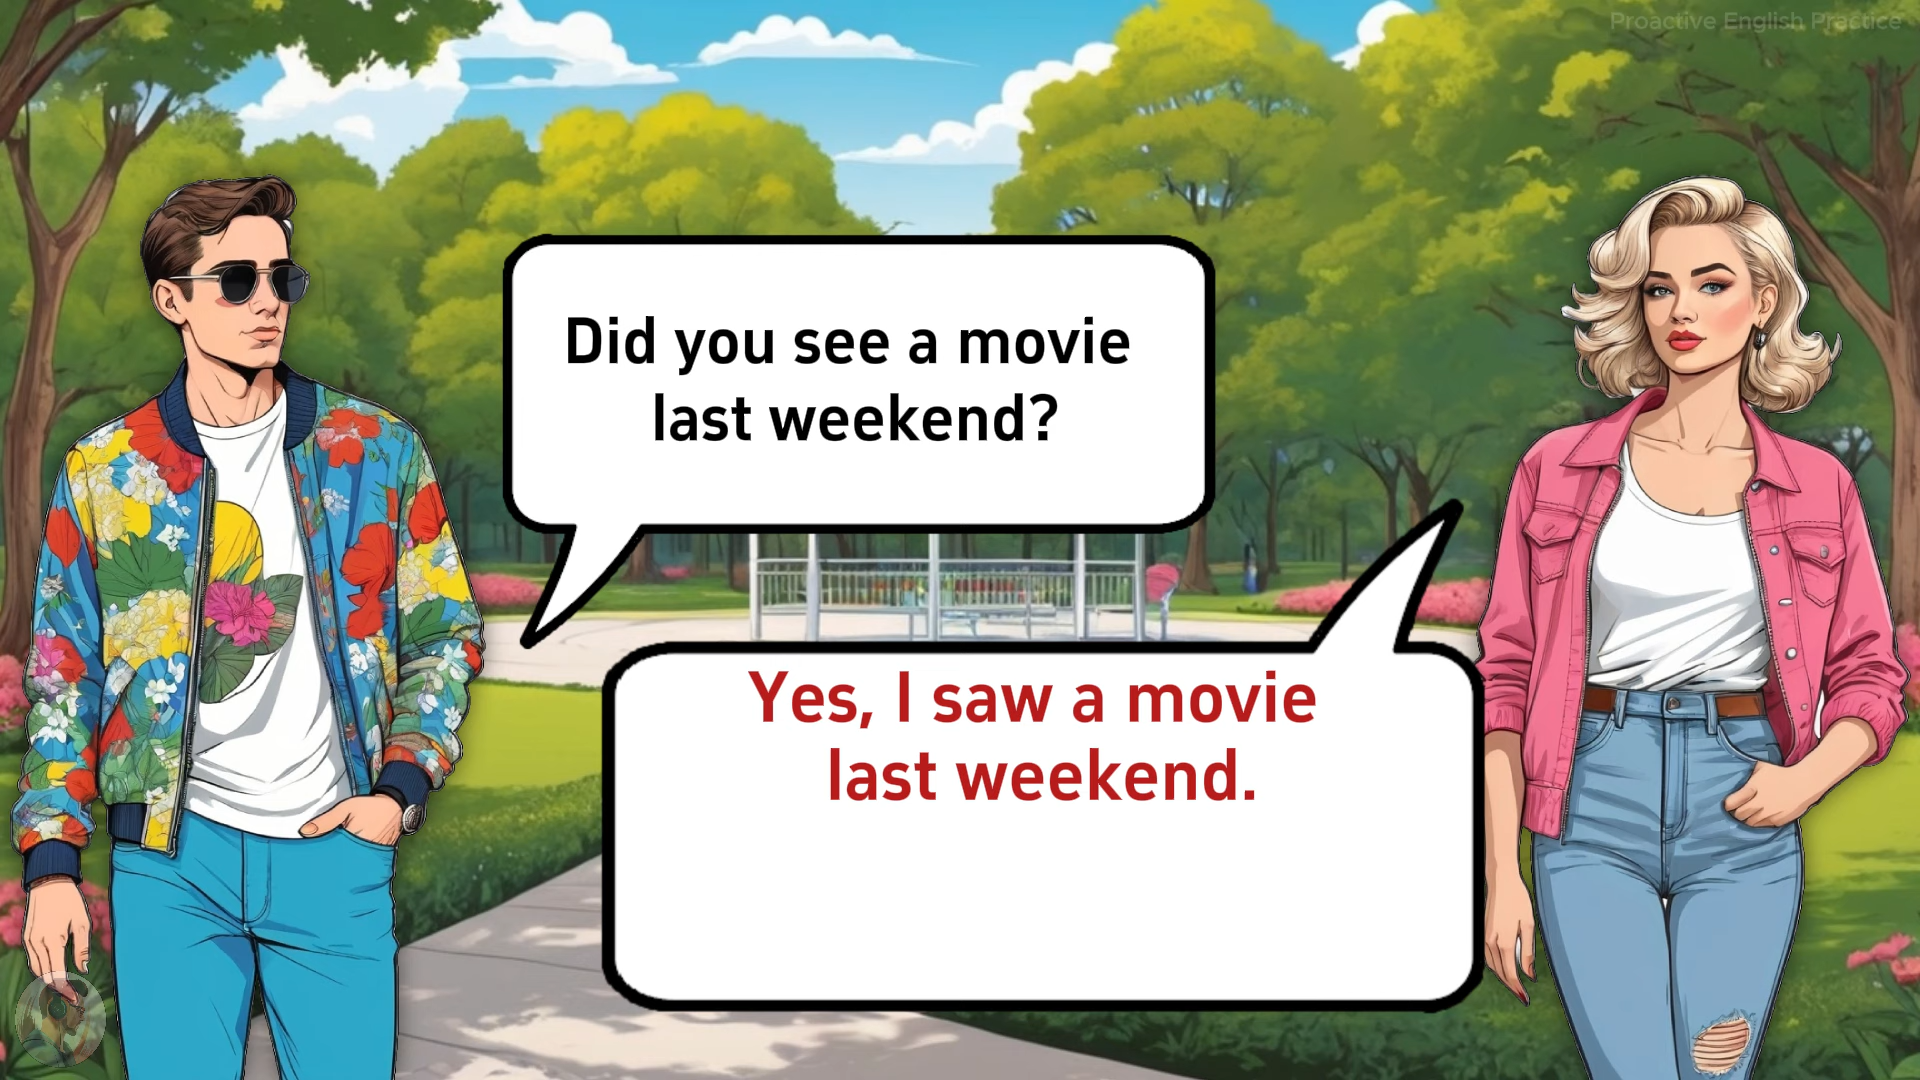 Proactive English Practice
Did you see a movie
last weekend?
Yes, I saw a movie
last weekend.